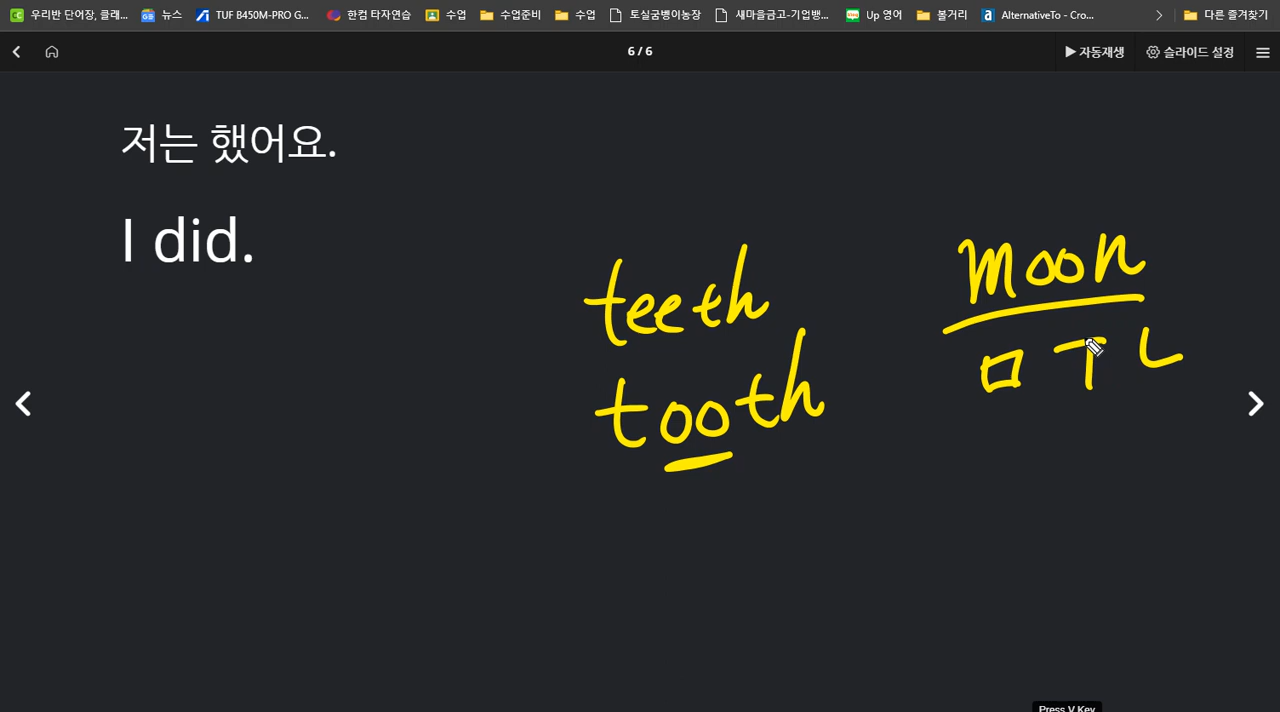 우리반 단어장, 클래... 뉴스 TUF B450M-PRO G... 한컴 타자연습 수업 수업준비 수업 토실굼벵이농장 새마을금고-기업뱅... Up 영어 볼거리 AlternativeTo - Cro... 다른 즐겨찾기
6 / 6 자동재생 슬라이드 설정
저는 했어요.
I did.
teeth
tooth
moon
ㅁㅜㄴ
Press V Key